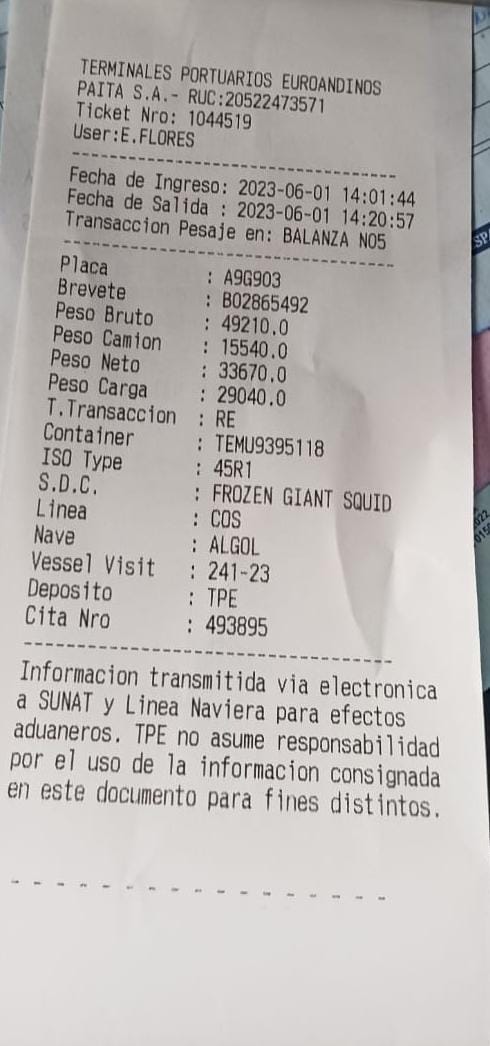 TERMINALES PORTUARIOS EUROANDINOS
PAITA S.A.- RUC:20522473571
Ticket Nro: 1044519
User:E.FLORES
Fecha de Ingreso: 2023-06-01 14:01:44
Fecha de Salida : 2023-06-01 14:20:57
Transaccion Pesaje en: BALANZA NO5
Placa : A9G903
Brevete : B02865492
Peso Bruto : 49210.0
Peso Camion : 15540.0
Peso Neto : 33670.0
Peso Carga : 29040.0
T.Transaccion : RE
Container : TEMU9395118
ISO Type : 45R1
S.D.C. : FROZEN GIANT SQUID
Linea : COS
Nave : ALGOL
Vessel Visit : 241-23
Deposito : TPE
Cita Nro : 493895
Informacion transmitida via electronica
a SUNAT y Linea Naviera para efectos
aduaneros. TPE no asume responsabilidad
por el uso de la informacion consignada
en este documento para fines distintos.